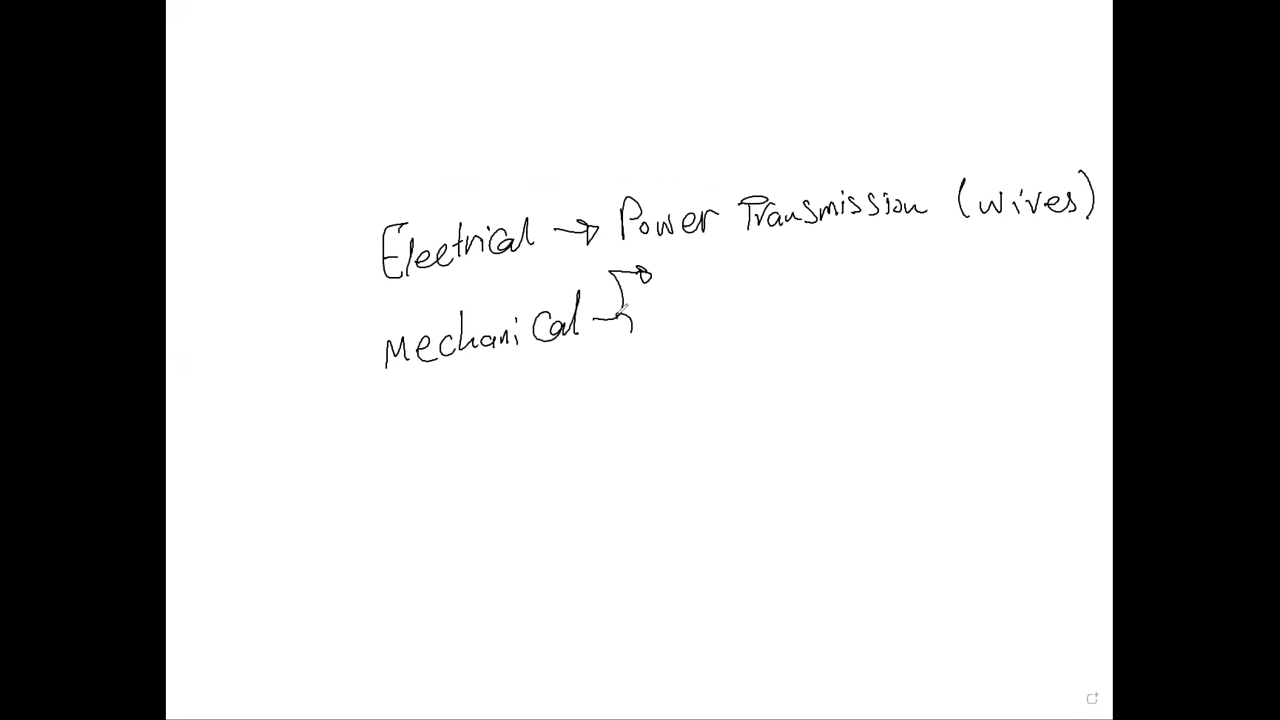 Electrical → Power Transmission (wires)
Mechanical →